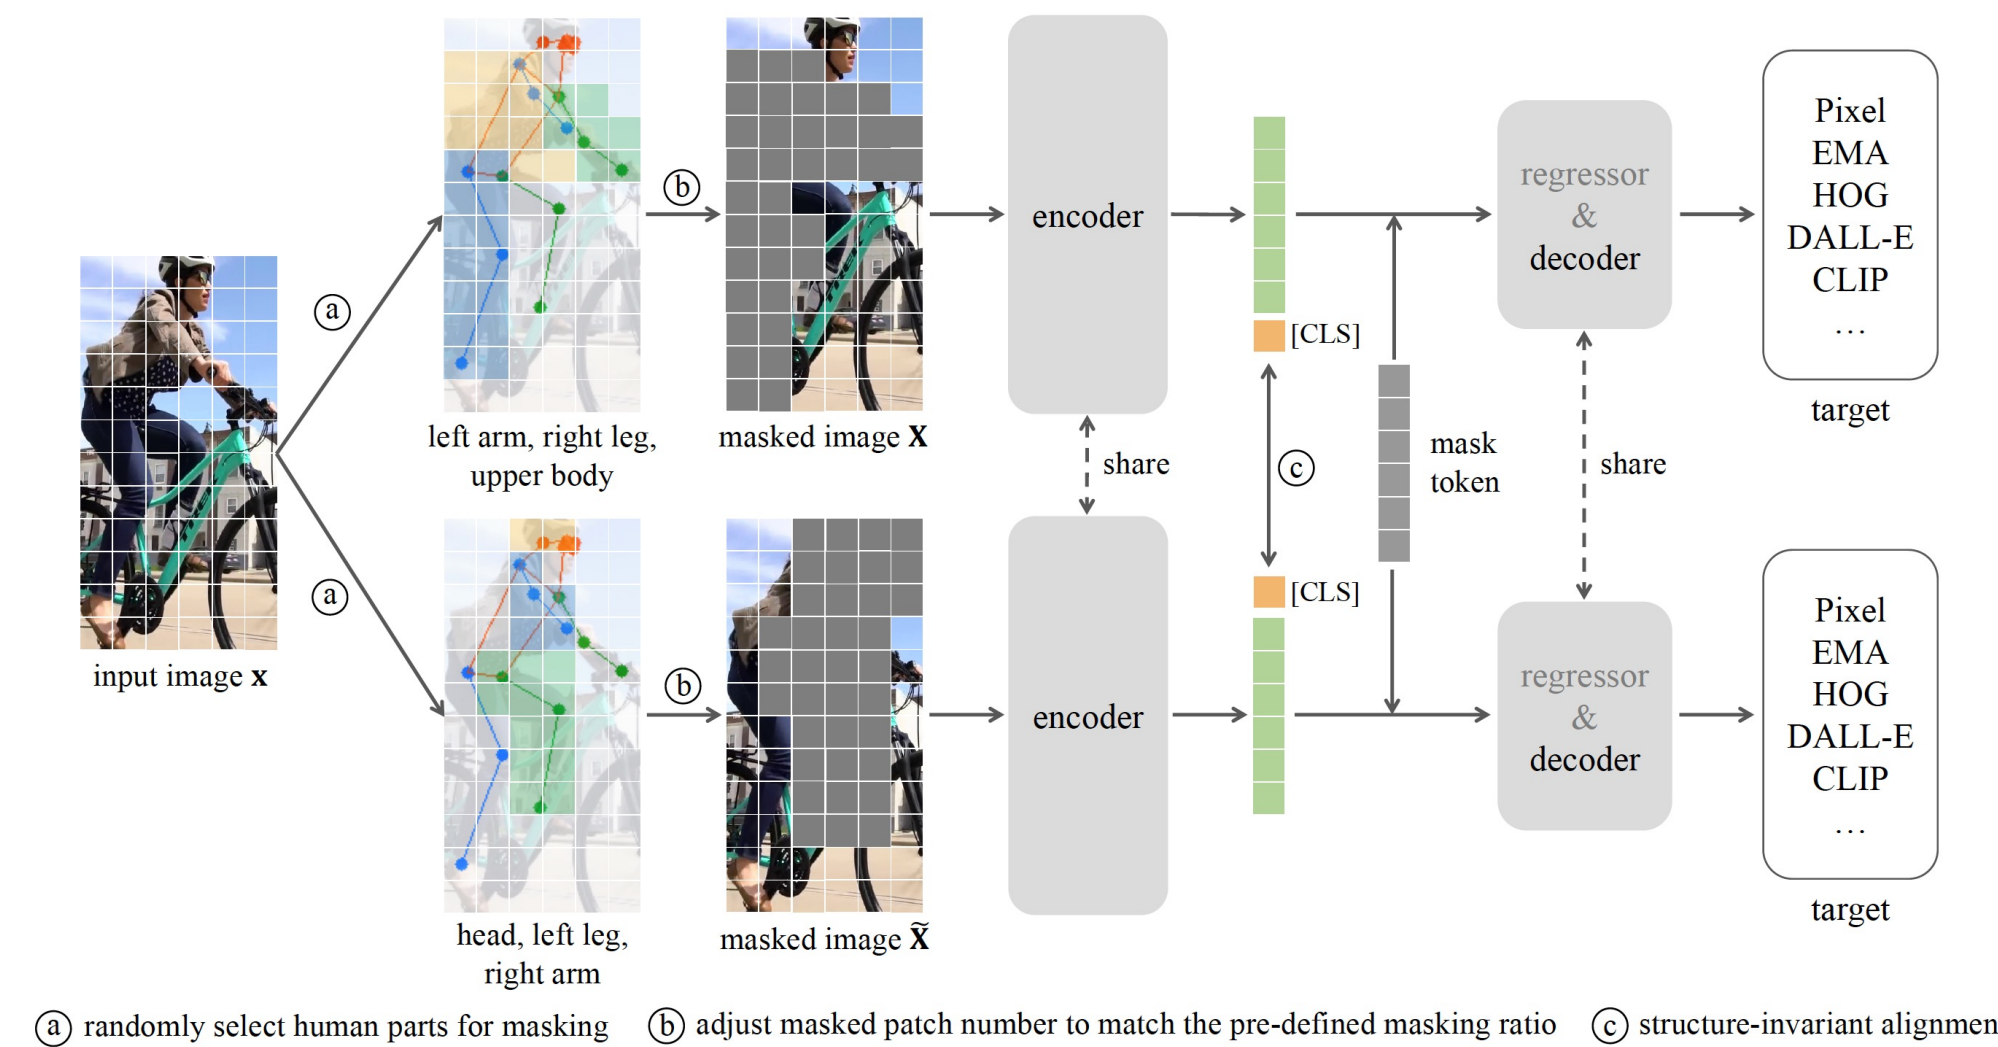 input image x
ⓐ
ⓐ
left arm, right leg,
upper body
head, left leg,
right arm
ⓑ
ⓑ
masked image x
masked image x̃
encoder
share
encoder
[CLS]
ⓒ
[CLS]
mask
token
regressor
&
decoder
share
regressor
&
decoder
Pixel
EMA
HOG
DALL-E
CLIP
...
target
Pixel
EMA
HOG
DALL-E
CLIP
...
target
ⓐ randomly select human parts for masking ⓑ adjust masked patch number to match the pre-defined masking ratio ⓒ structure-invariant alignmen